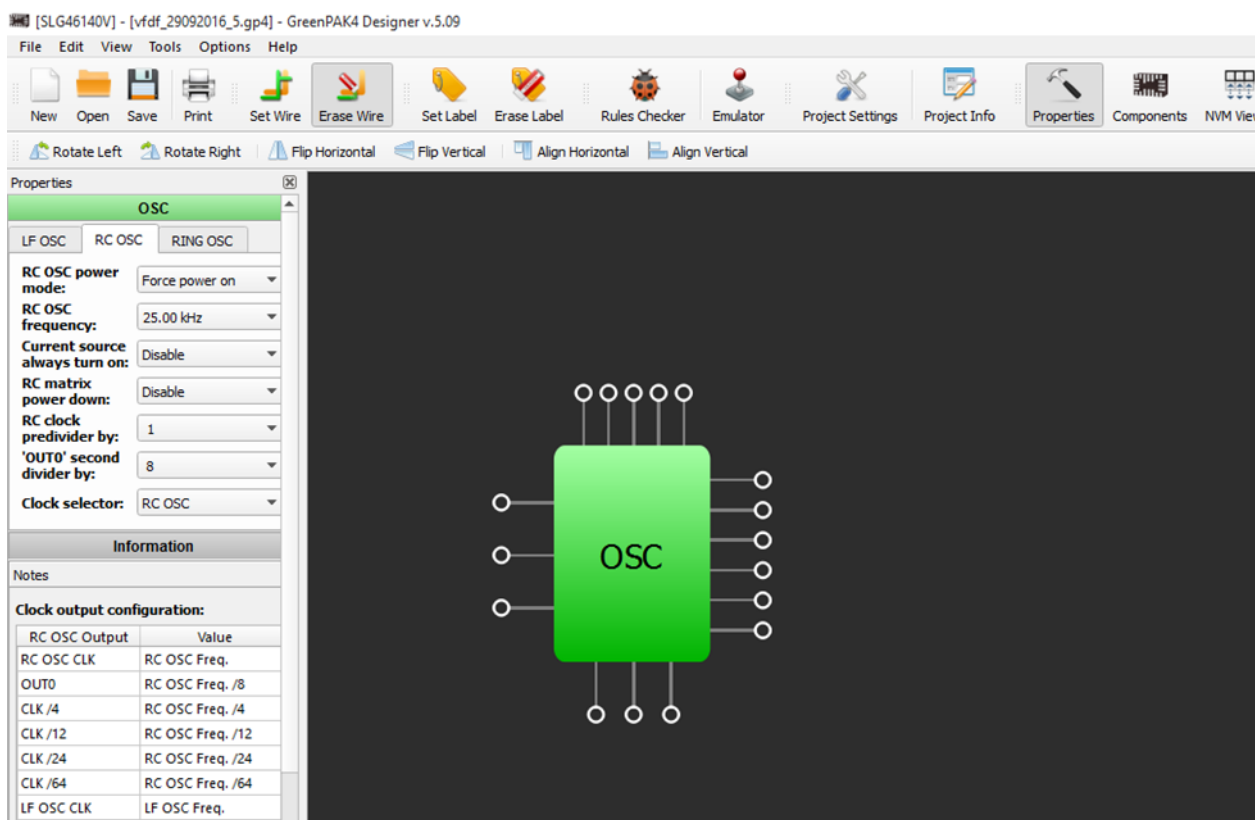 [SLG46140V] - [vfdf_29092016_5.gp4] - GreenPAK4 Designer v.5.09
File Edit View Tools Options Help
New Open Save Print Set Wire Erase Wire Set Label Erase Label Rules Checker Emulator Project Settings Project Info Properties Components NVM View
Rotate Left Rotate Right Flip Horizontal Flip Vertical Align Horizontal Align Vertical
Properties
OSC
LF OSC RC OSC RING OSC
RC OSC power
mode: Force power on
RC OSC
frequency: 25.00 kHz
Current source
always turn on: Disable
RC matrix
power down: Disable
RC clock
predivider by: 1
'OUT0' second
divider by: 8
Clock selector: RC OSC
Information
Notes
Clock output configuration:
RC OSC Output Value
RC OSC CLK RC OSC Freq.
OUT0 RC OSC Freq. /8
CLK /4 RC OSC Freq. /4
CLK /12 RC OSC Freq. /12
CLK /24 RC OSC Freq. /24
CLK /64 RC OSC Freq. /64
LF OSC CLK LF OSC Freq.
OSC